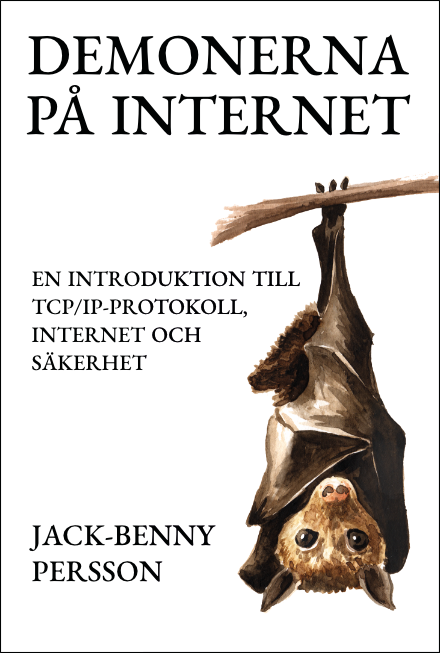 DEMONERNA
PÅ INTERNET
EN INTRODUKTION TILL
TCP/IP-PROTOKOLL,
INTERNET OCH
SÄKERHET
JACK-BENNY
PERSSON